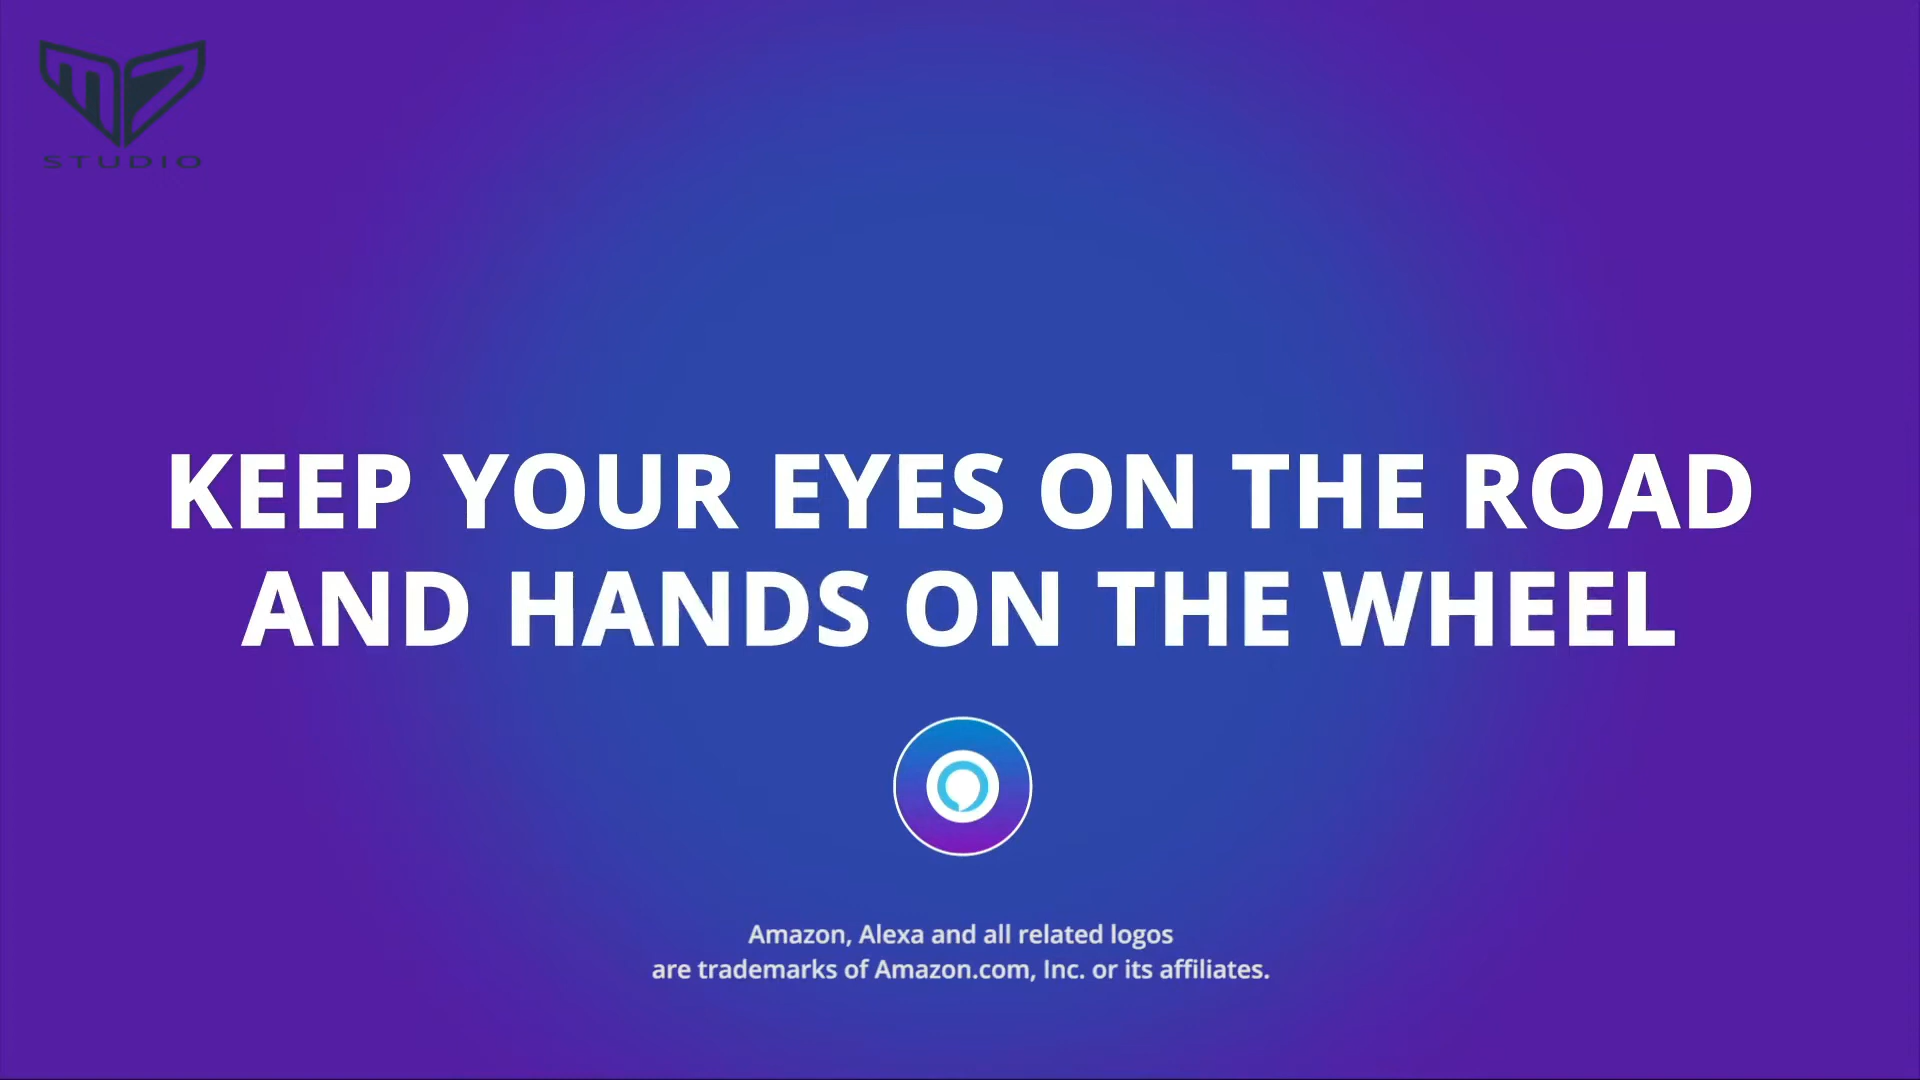 STUDIO
KEEP YOUR EYES ON THE ROAD
AND HANDS ON THE WHEEL
Amazon, Alexa and all related logos
are trademarks of Amazon.com, Inc. or its affiliates.